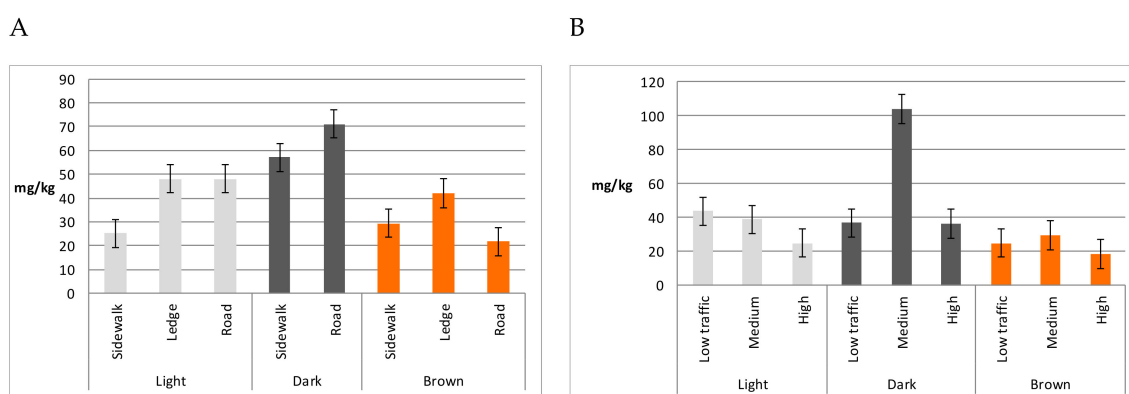 A
90
80
70
60
50
mg/kg
40
30
20
10
0
Sidewalk
Ledge
Road
Sidewalk
Road
Sidewalk
Ledge
Road
Light
Dark
Brown
B
120
100
80
60
mg/kg
40
20
0
Low traffic
Medium
High
Low traffic
Medium
High
Low traffic
Medium
High
Light
Dark
Brown